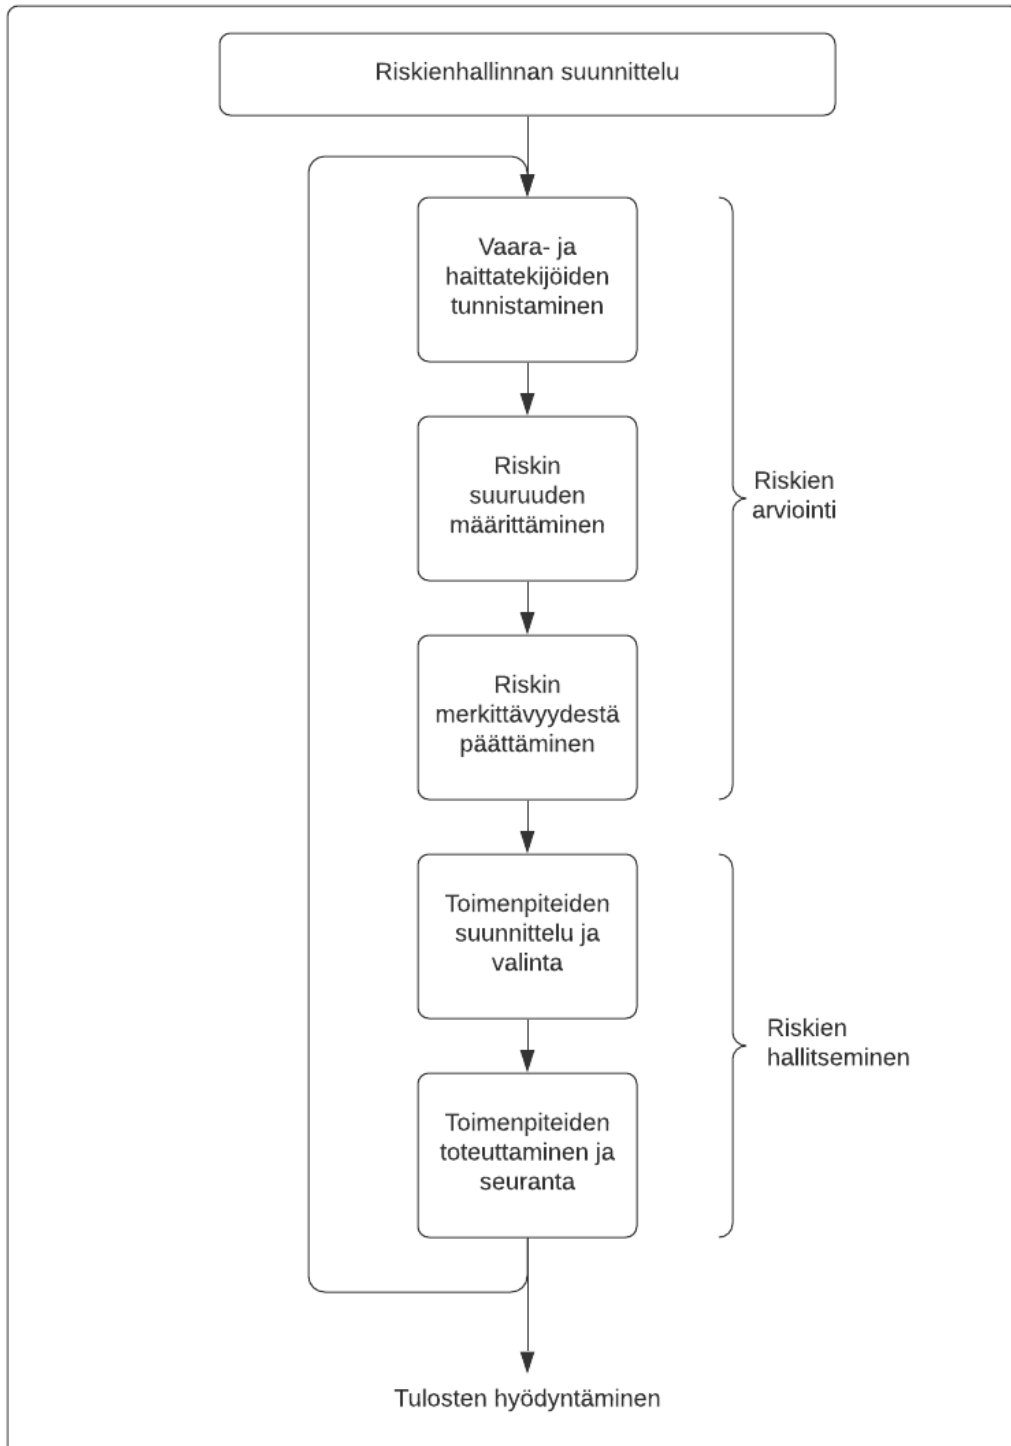 Riskienhallinnan suunnittelu
Vaara- ja
haittatekijöiden
tunnistaminen
Riskin
suuruuden
määrittäminen
Riskien
arviointi
Riskin
merkittävyydestä
päättäminen
Toimenpiteiden
suunnittelu ja
valinta
Riskien
hallitseminen
Toimenpiteiden
toteuttaminen ja
seuranta
Tulosten hyödyntäminen